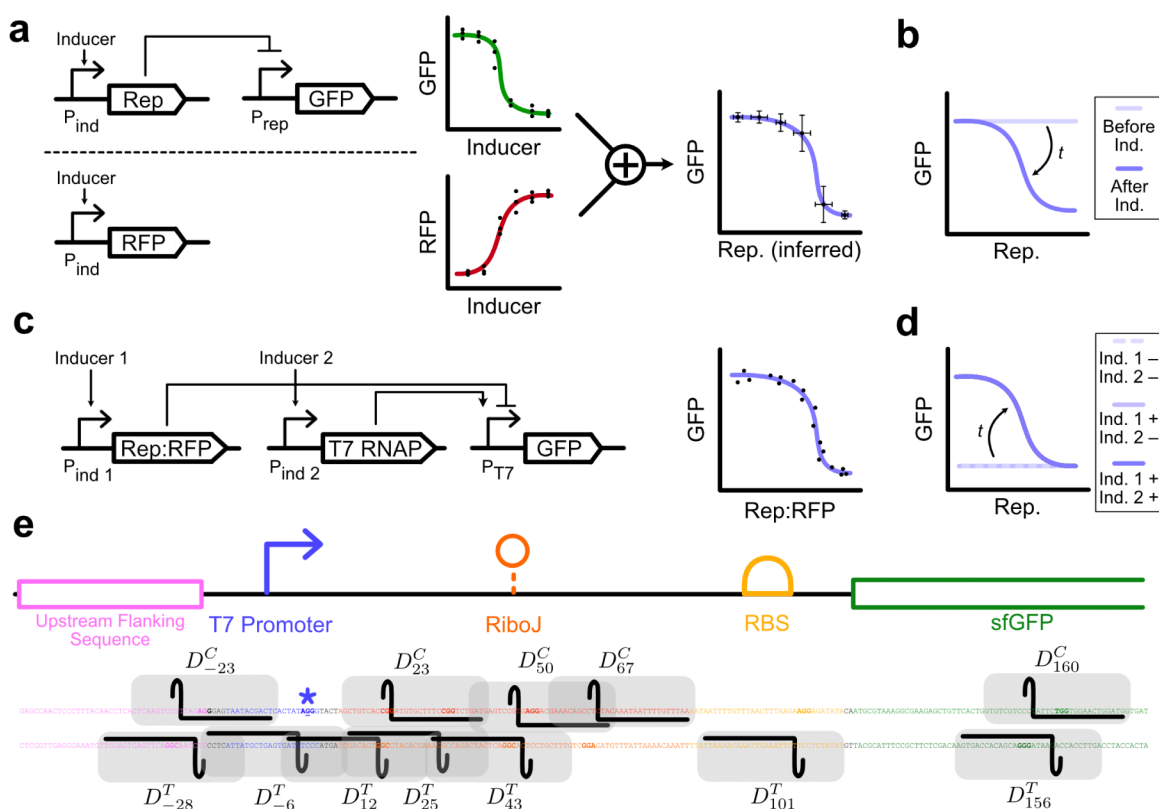 a
Inducer
Rep
GFP
P_ind
P_rep
Inducer
RFP
P_ind
GFP
Inducer
RFP
Inducer
GFP
Rep. (inferred)
b
GFP
t
Rep.
Before
Ind.
After
Ind.
c
Inducer 1
Inducer 2
Rep:RFP
T7 RNAP
GFP
P_ind 1
P_ind 2
P_T7
GFP
Rep:RFP
d
GFP
t
Rep.
Ind. 1 –
Ind. 2 –
Ind. 1 +
Ind. 2 –
Ind. 1 +
Ind. 2 +
e
Upstream Flanking
Sequence
T7 Promoter
RiboJ
RBS
sfGFP
D^C_-23
D^C_23
D^C_50
D^C_67
D^C_160
*
D^T_-28
D^T_-6
D^T_12
D^T_25
D^T_43
D^T_101
D^T_156